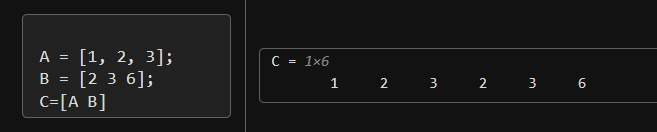 A = [1, 2, 3];
B = [2 3 6];
C=[A B]
C = 1×6
1 2 3 2 3 6